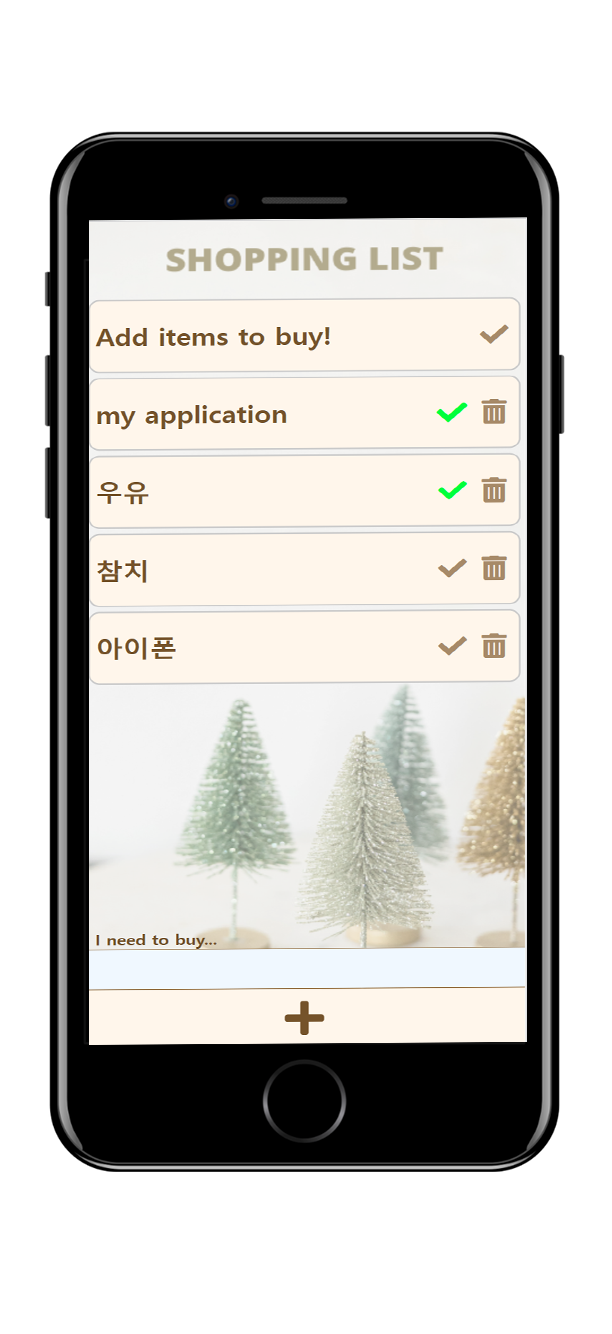 SHOPPING LIST
Add items to buy!
my application
우유
참치
아이폰
I need to buy...